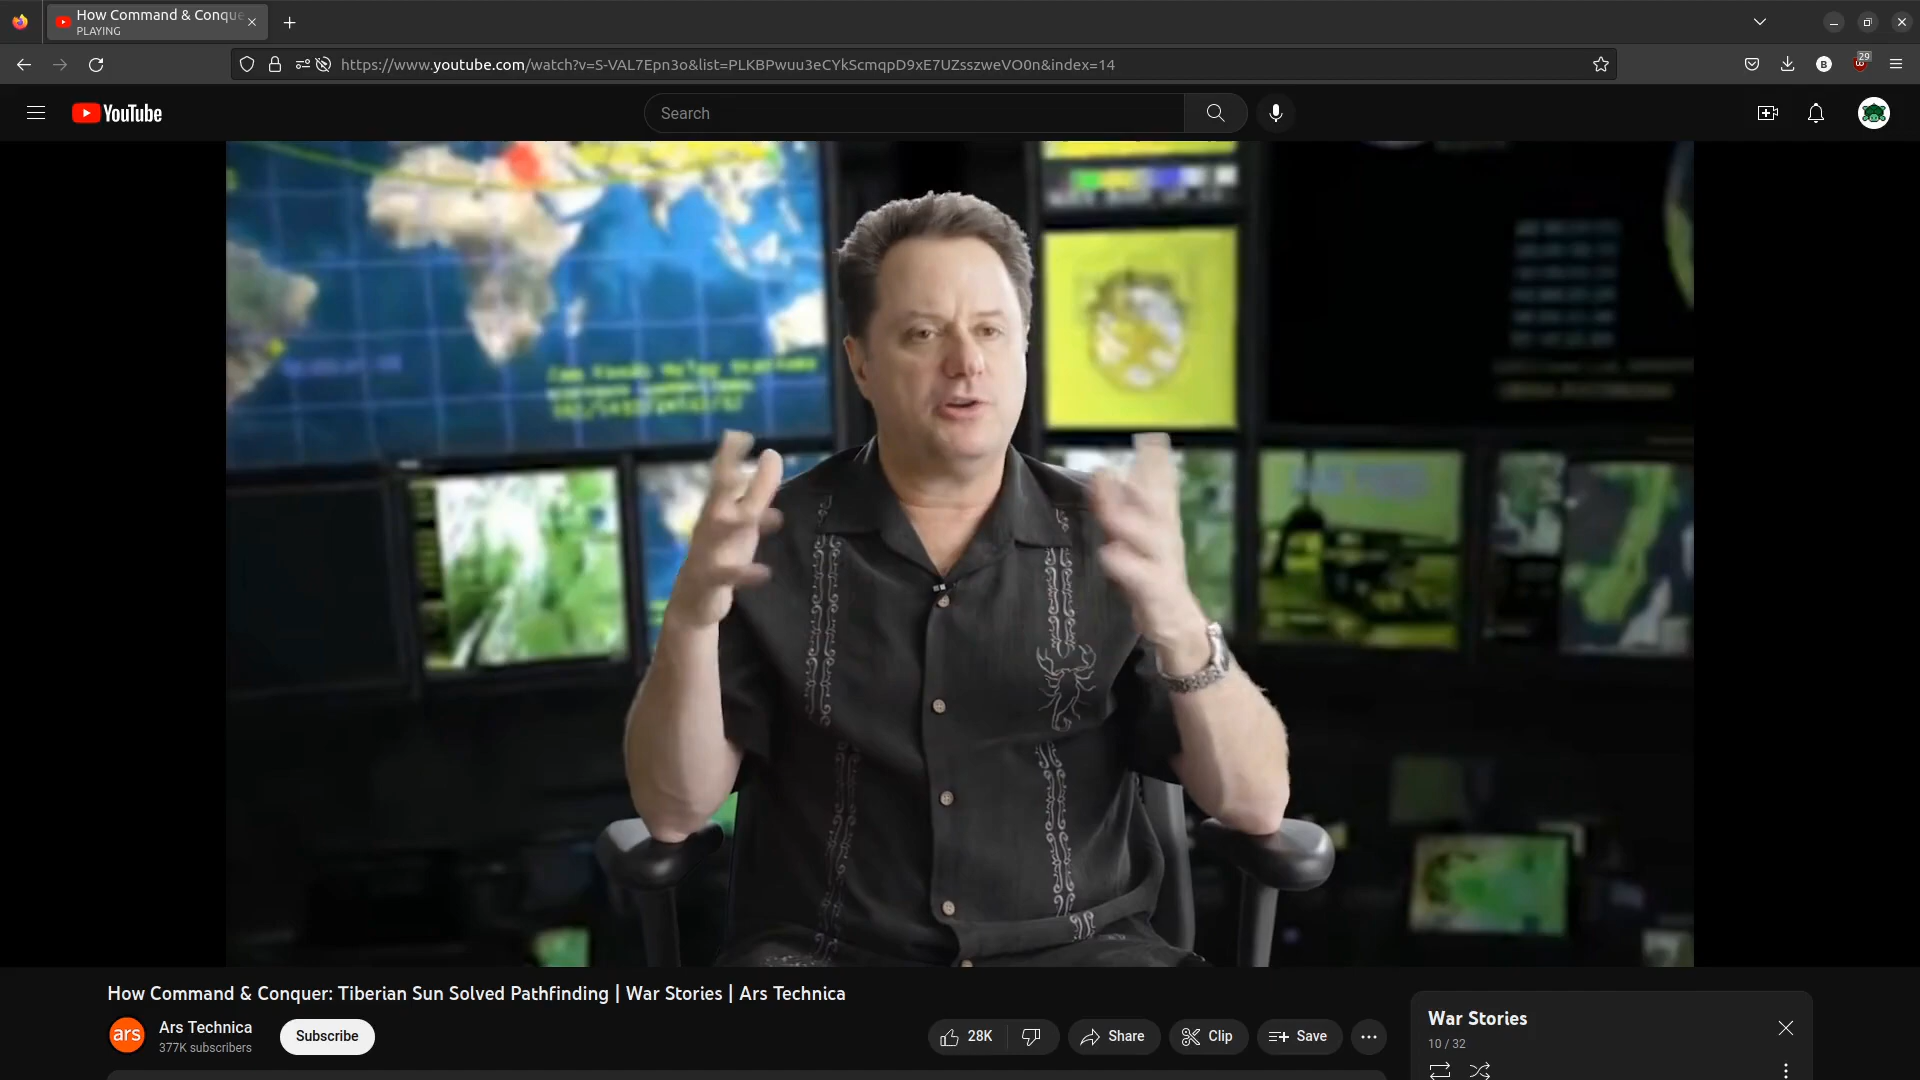 How Command & Conque
PLAYING
https://www.youtube.com/watch?v=S-VAL7Epn3o&list=PLKBPwuu3eCYkScmqpD9xE7UZsszweVO0n&index=14
B
29
YouTube
Search
How Command & Conquer: Tiberian Sun Solved Pathfinding | War Stories | Ars Technica
ars
Ars Technica
377K subscribers
Subscribe
28K
Share
Clip
Save
War Stories
10 / 32